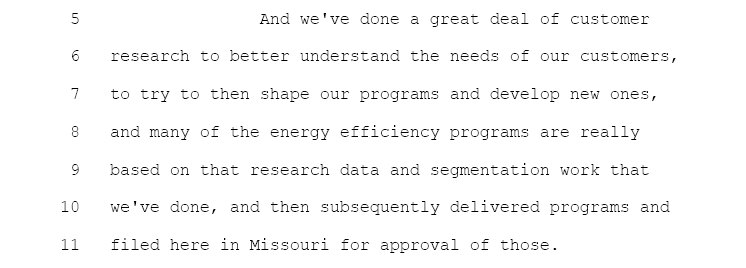 5 And we've done a great deal of customer
6 research to better understand the needs of our customers,
7 to try to then shape our programs and develop new ones,
8 and many of the energy efficiency programs are really
9 based on that research data and segmentation work that
10 we've done, and then subsequently delivered programs and
11 filed here in Missouri for approval of those.